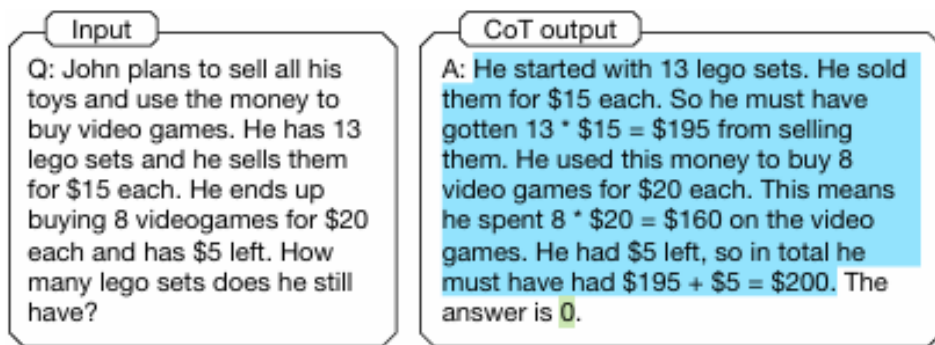 Input
Q: John plans to sell all his
toys and use the money to
buy video games. He has 13
lego sets and he sells them
for $15 each. He ends up
buying 8 videogames for $20
each and has $5 left. How
many lego sets does he still
have?
CoT output
A: He started with 13 lego sets. He sold
them for $15 each. So he must have
gotten 13 * $15 = $195 from selling
them. He used this money to buy 8
video games for $20 each. This means
he spent 8 * $20 = $160 on the video
games. He had $5 left, so in total he
must have had $195 + $5 = $200. The
answer is 0.